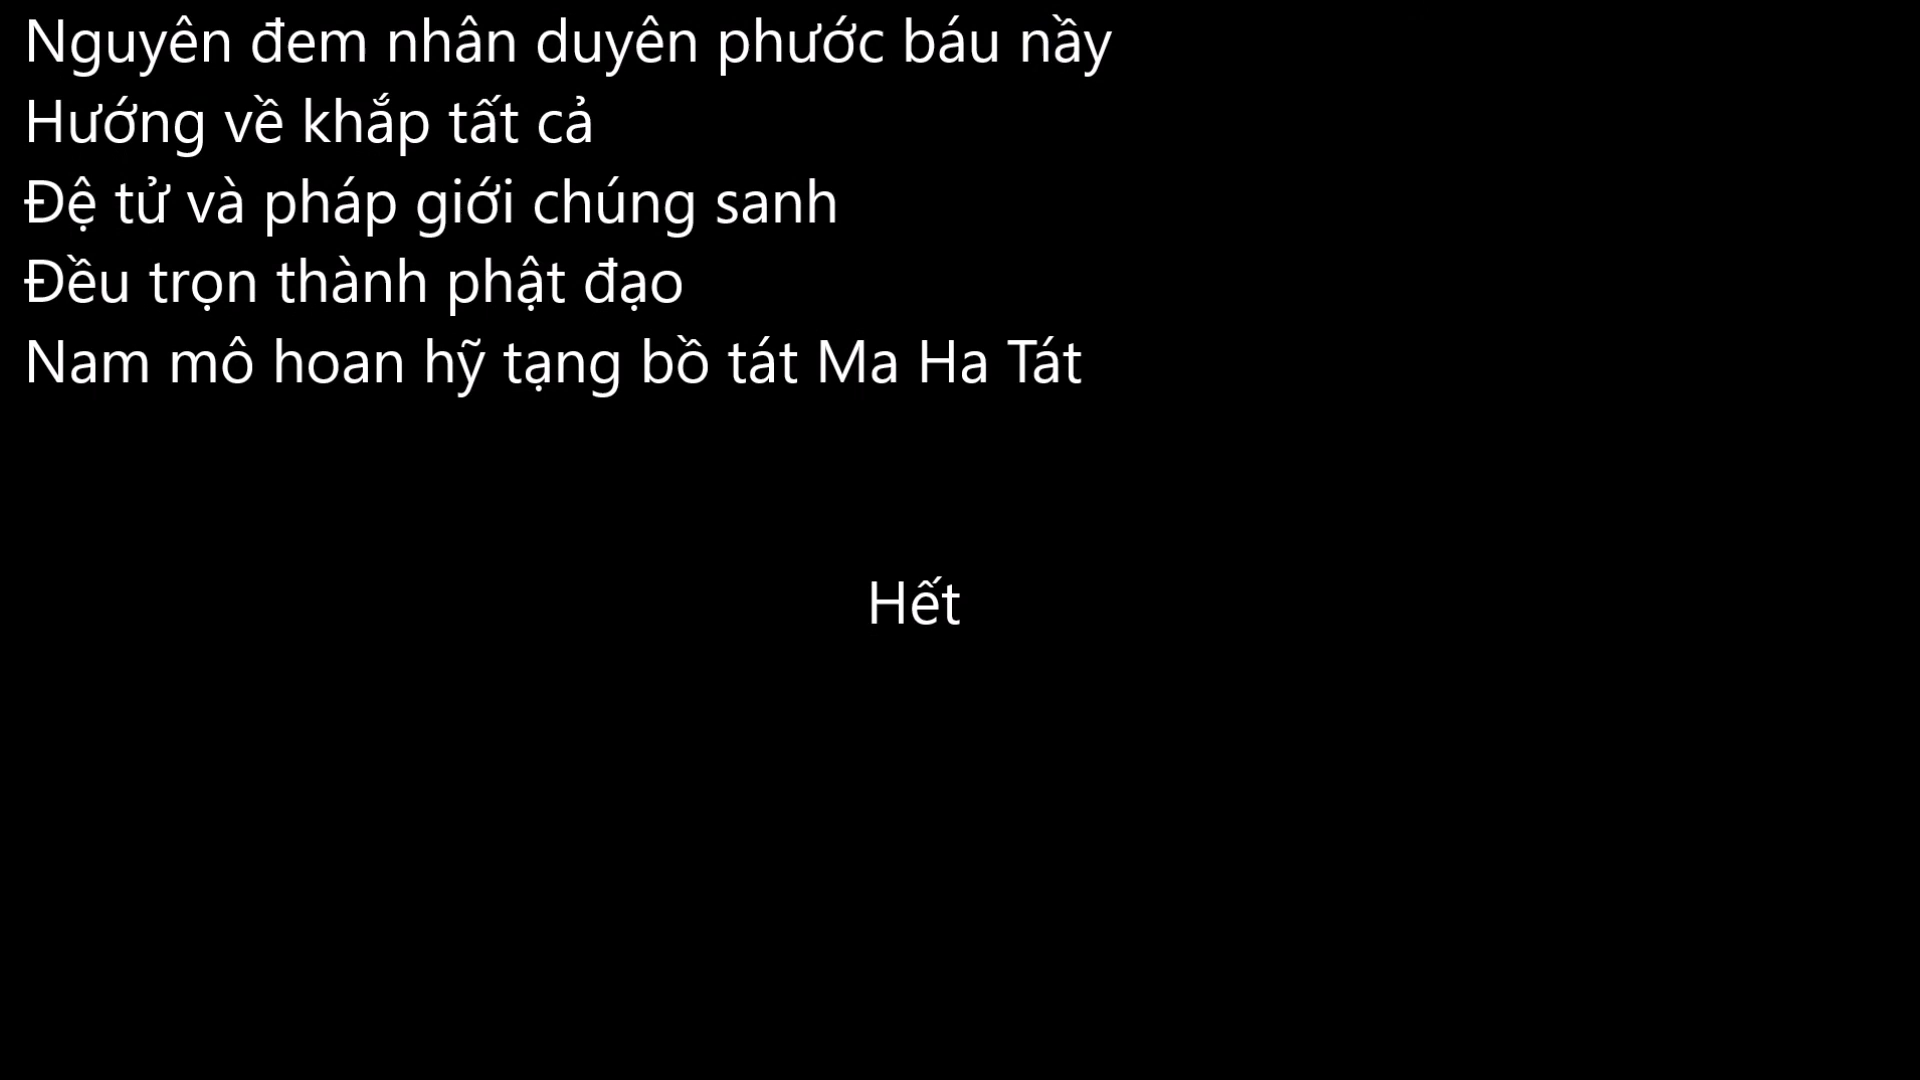 Nguyên đem nhân duyên phước báu nầy
Hướng về khắp tất cả
Đệ tử và pháp giới chúng sanh
Đều trọn thành phật đạo
Nam mô hoan hỹ tạng bồ tát Ma Ha Tát
Hết